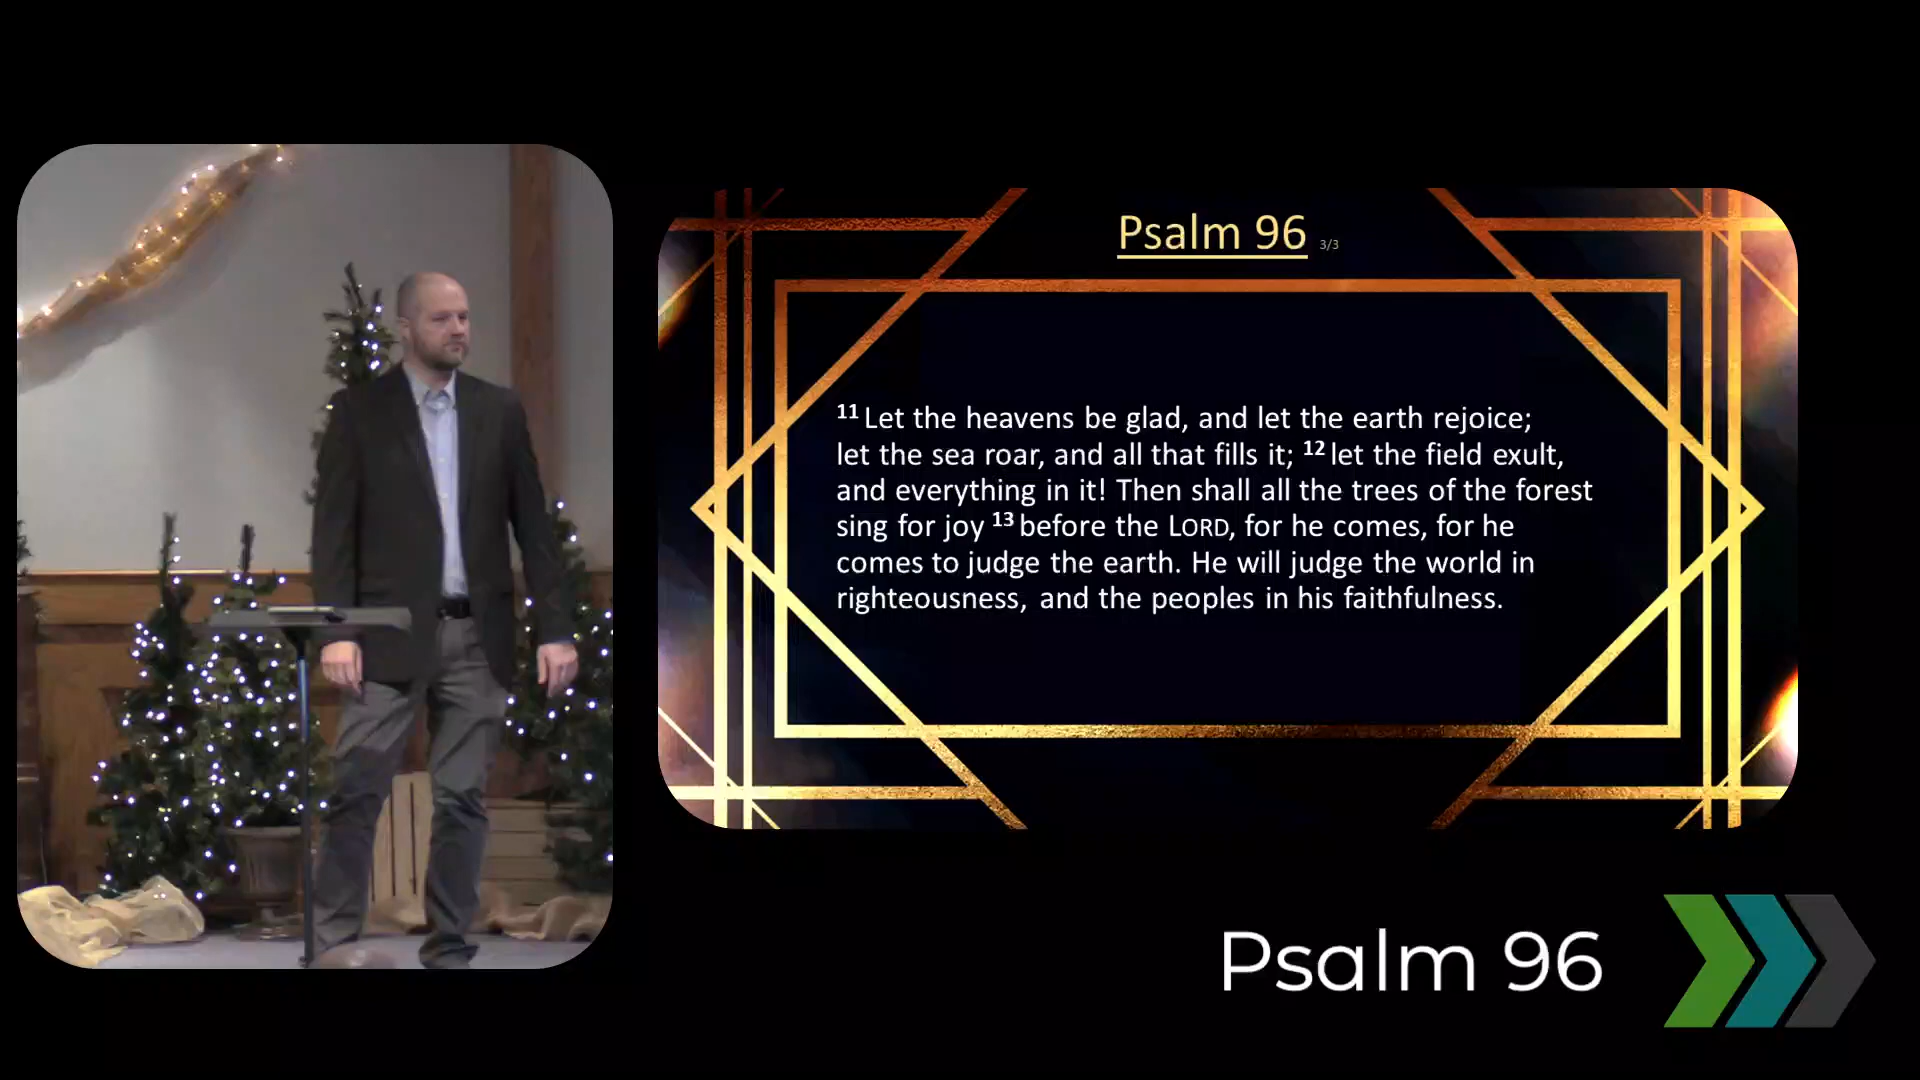 Psalm 96 3/3
11 Let the heavens be glad, and let the earth rejoice;
let the sea roar, and all that fills it; 12 let the field exult,
and everything in it! Then shall all the trees of the forest
sing for joy 13 before the LORD, for he comes, for he
comes to judge the earth. He will judge the world in
righteousness, and the peoples in his faithfulness.
Psalm 96